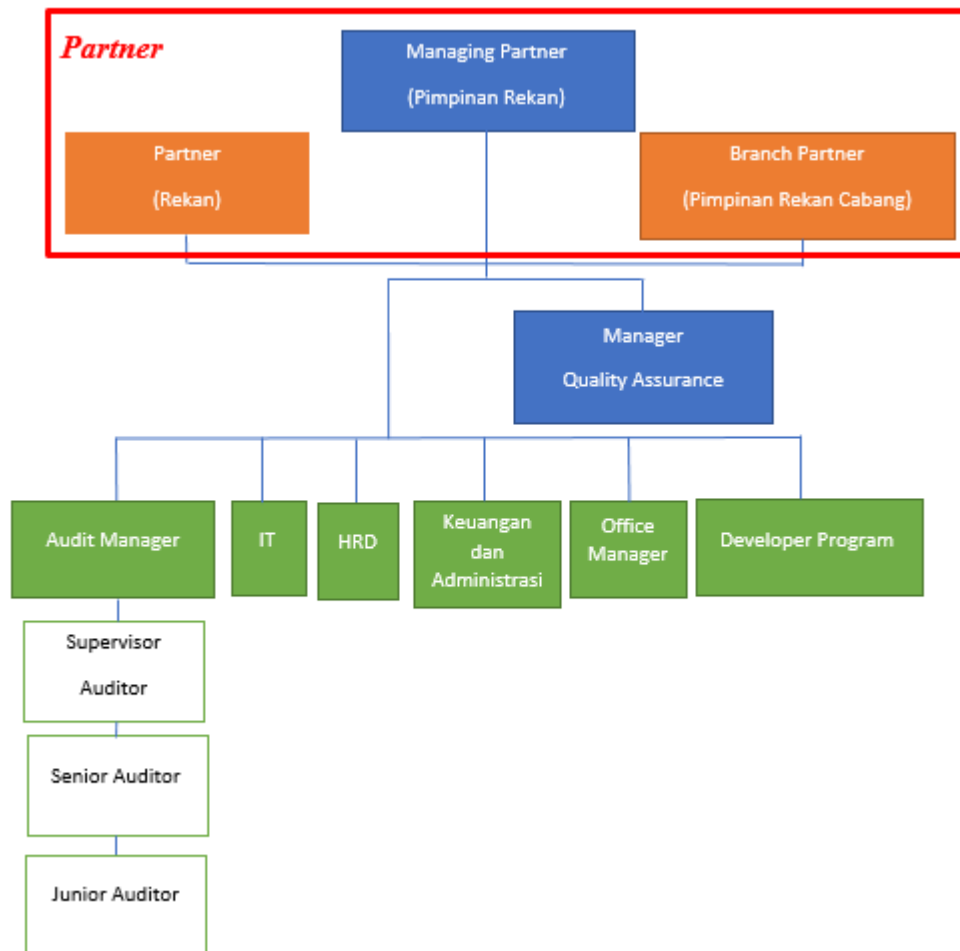 Partner
Managing Partner
(Pimpinan Rekan)
Partner
(Rekan)
Branch Partner
(Pimpinan Rekan Cabang)
Manager
Quality Assurance
Audit Manager
IT
HRD
Keuangan
dan
Administrasi
Office
Manager
Developer Program
Supervisor
Auditor
Senior Auditor
Junior Auditor